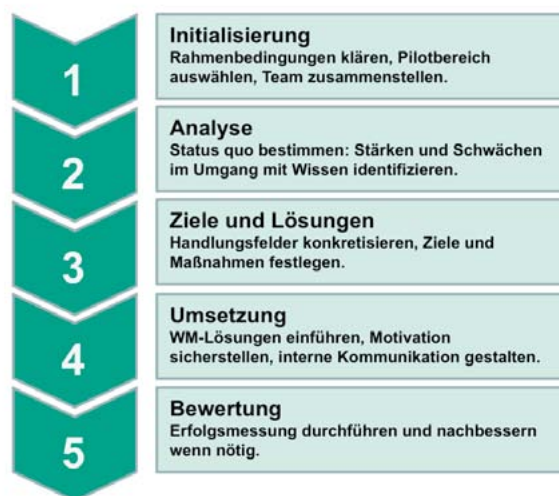 1
Initialisierung
Rahmenbedingungen klären, Pilotbereich
auswählen, Team zusammenstellen.
2
Analyse
Status quo bestimmen: Stärken und Schwächen
im Umgang mit Wissen identifizieren.
3
Ziele und Lösungen
Handlungsfelder konkretisieren, Ziele und
Maßnahmen festlegen.
4
Umsetzung
WM-Lösungen einführen, Motivation
sicherstellen, interne Kommunikation gestalten.
5
Bewertung
Erfolgsmessung durchführen und nachbessern
wenn nötig.